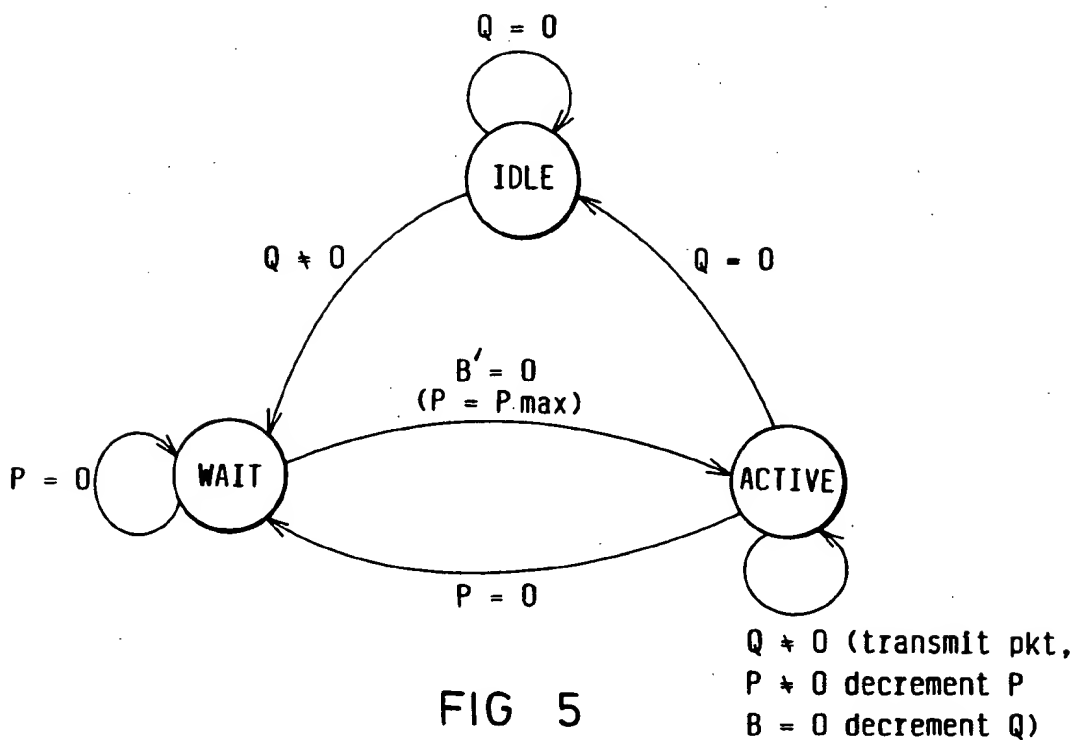 Q = 0
IDLE
Q ≠ 0
Q = 0
B' = 0
(P = P max)
P = 0
WAIT
ACTIVE
P = 0
Q ≠ 0 (transmit pkt,
P ≠ 0 decrement P
B = 0 decrement Q)
FIG 5